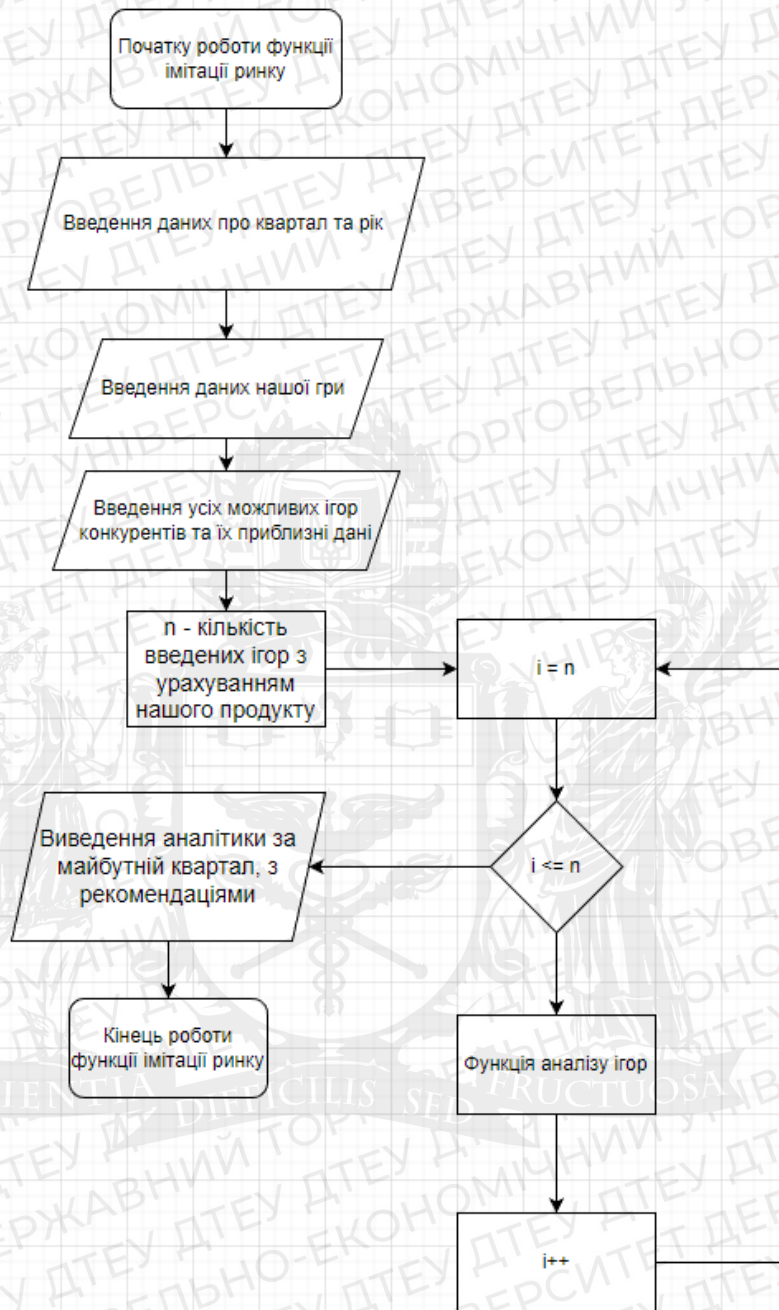 Початку роботи функції
імітації ринку
Введення даних про квартал та рік
Введення даних нашої гри
Введення усіх можливих ігор
конкурентів та їх приблизні дані
n - кількість
введених ігор з
урахуванням
нашого продукту
i = n
i <= n
Виведення аналітики за
майбутній квартал, з
рекомендаціями
Кінець роботи
функції імітації ринку
Функція аналізу ігор
i++